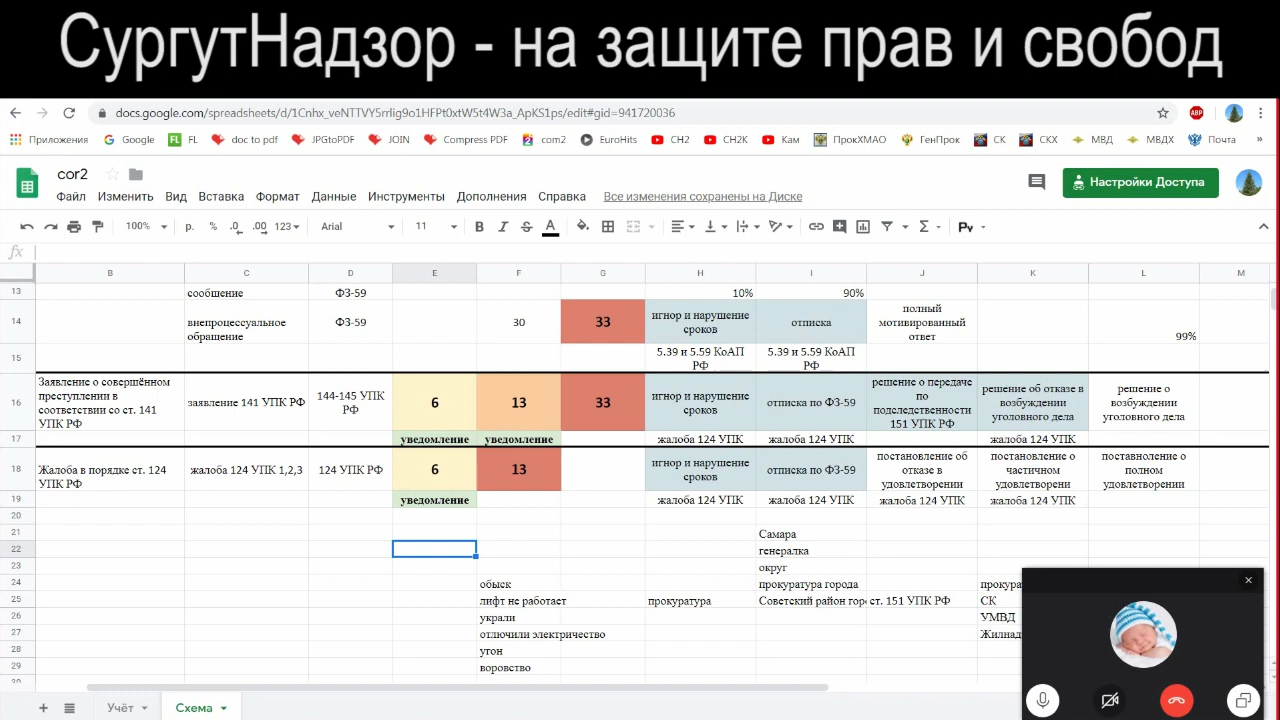 СургутНадзор - на защите прав и свобод
docs.google.com/spreadsheets/d/1Cnhx_veNTTVY5rrlig9o1HFPt0xtW5t4W3a_ApKS1ps/edit#gid=941720036
ABP
Приложения Google FL FL doc to pdf JPGtoPDF JOIN Compress PDF com2 EuroHits CH2 CH2K Кам ПрокХМАО ГенПрок СК СКХ МВД МВДХ Почта »
cor2
Настройки Доступа
Файл Изменить Вид Вставка Формат Данные Инструменты Дополнения Справка Все изменения сохранены на Диске
100% р. % .0 .00 123 Arial 11 B I S A Σ Pv
fx
B C D E F G H I J K L M
13 сообщение ФЗ-59 10% 90%
14 внепроцессуальное обращение ФЗ-59 30 33 игнор и нарушение сроков отписка полный мотивированный ответ 99%
15 5.39 и 5.59 КоАП РФ 5.39 и 5.59 КоАП РФ
16 Заявление о совершённом преступлении в соответствии со ст. 141 УПК РФ заявление 141 УПК РФ 144-145 УПК РФ 6 13 33 игнор и нарушение сроков отписка по ФЗ-59 решение о передаче по подследственности 151 УПК РФ решение об отказе в возбуждении уголовного дела решение о возбуждении уголовного дела
17 уведомление уведомление жалоба 124 УПК жалоба 124 УПК жалоба 124 УПК
18 Жалоба в порядке ст. 124 УПК РФ жалоба 124 УПК 1,2,3 124 УПК РФ 6 13 игнор и нарушение сроков отписка по ФЗ-59 постановление об отказе в удовлетворении постановление о частичном удовлетворени поставноление о полном удовлетворении
19 уведомление жалоба 124 УПК жалоба 124 УПК жалоба 124 УПК жалоба 124 УПК
20
21 Самара
22 генералка
23 округ
24 обыск прокуратура города
25 лифт не работает прокуратура Советский район ст. 151 УПК РФ СК
26 украли УМВД
27 отлючили электричество
28 угон
29 воровство
30
Учёт Схема